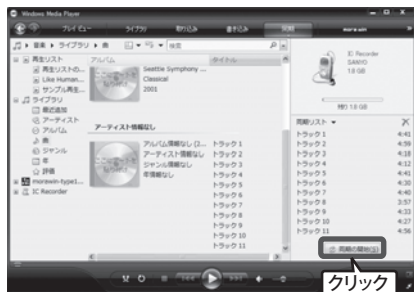 Windows Media Player
プレイ ビュー
ライブラリ
取り込み
書き込み
同期
mora win
音楽 ▸ ライブラリ ▸ 曲
検索
再生リスト
再生リストの...
Like Human...
サンプル再生...
ライブラリ
最近追加
アーティスト
アルバム
曲
ジャンル
年
評価
morawin-type1...
IC Recorder
アルバム
タイトル
Seattle Symphony ...
Classical
2001
アーティスト情報なし
アルバム情報なし (2...
アーティスト情報なし
ジャンル情報なし
年情報なし
トラック 1
トラック 2
トラック 3
トラック 4
トラック 5
トラック 6
トラック 7
トラック 8
トラック 9
トラック 10
トラック 11
IC Recorder
SANYO
1.8 GB
残り 1.6 GB
同期リスト
トラック 1 4:41
トラック 2 4:59
トラック 3 4:18
トラック 4 4:12
トラック 5 4:41
トラック 6 4:30
トラック 7 4:40
トラック 8 3:57
トラック 9 4:33
トラック 10 4:27
トラック 11 4:56
同期の開始(S)
クリック